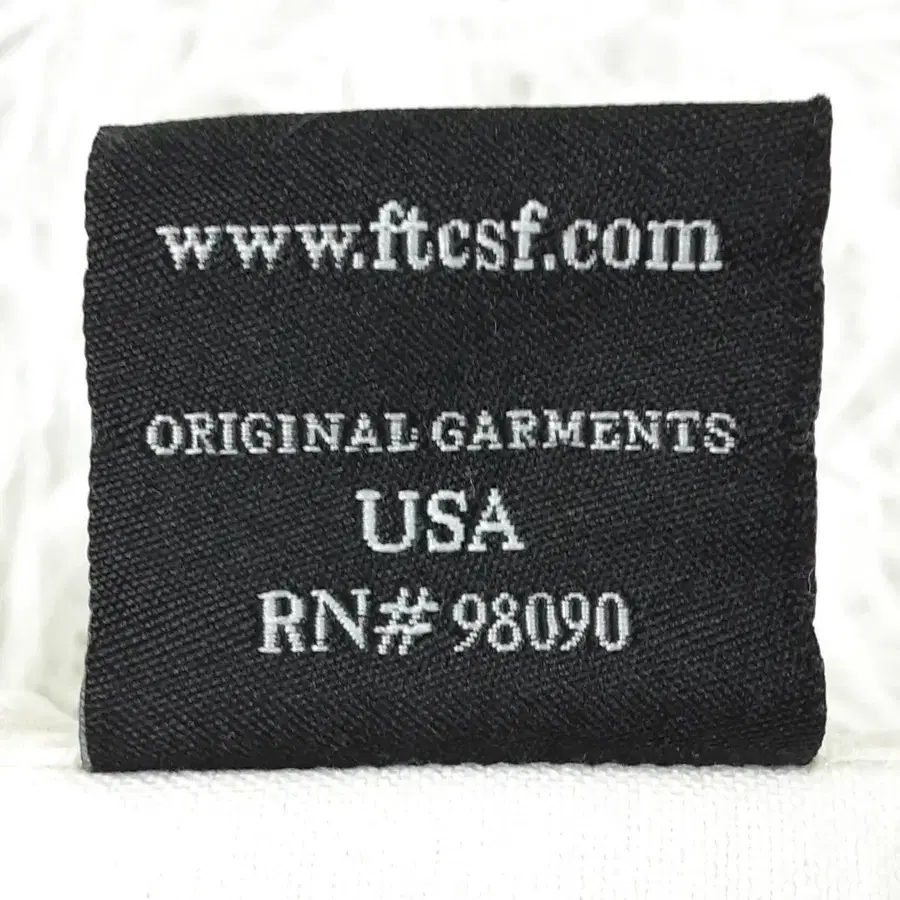 www.ftcsf.com
ORIGINAL GARMENTS
USA
RN# 98090